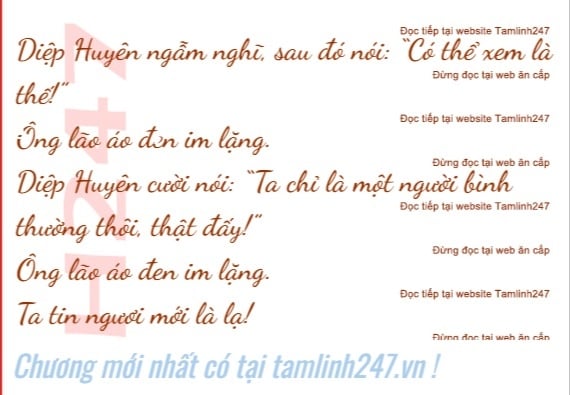 Đọc tiếp tại website Tamlinh247
Diệp Huyên ngẫm nghĩ, sau đó nói: “Có thể xem là
Đừng đọc tại web ăn cắp
thế!”
Đọc tiếp tại website Tamlinh247
Ông lão áo đen im lặng.
Đừng đọc tại web ăn cắp
Diệp Huyên cười nói: “Ta chỉ là một người bình
Đọc tiếp tại website Tamlinh247
thường thôi, thật đấy!”
Đừng đọc tại web ăn cắp
Ông lão áo đen im lặng.
Đọc tiếp tại website Tamlinh247
Ta tin ngươi mới là lạ!
Đừng đọc tại web ăn cắp
H247
Chương mới nhất có tại tamlinh247.vn !